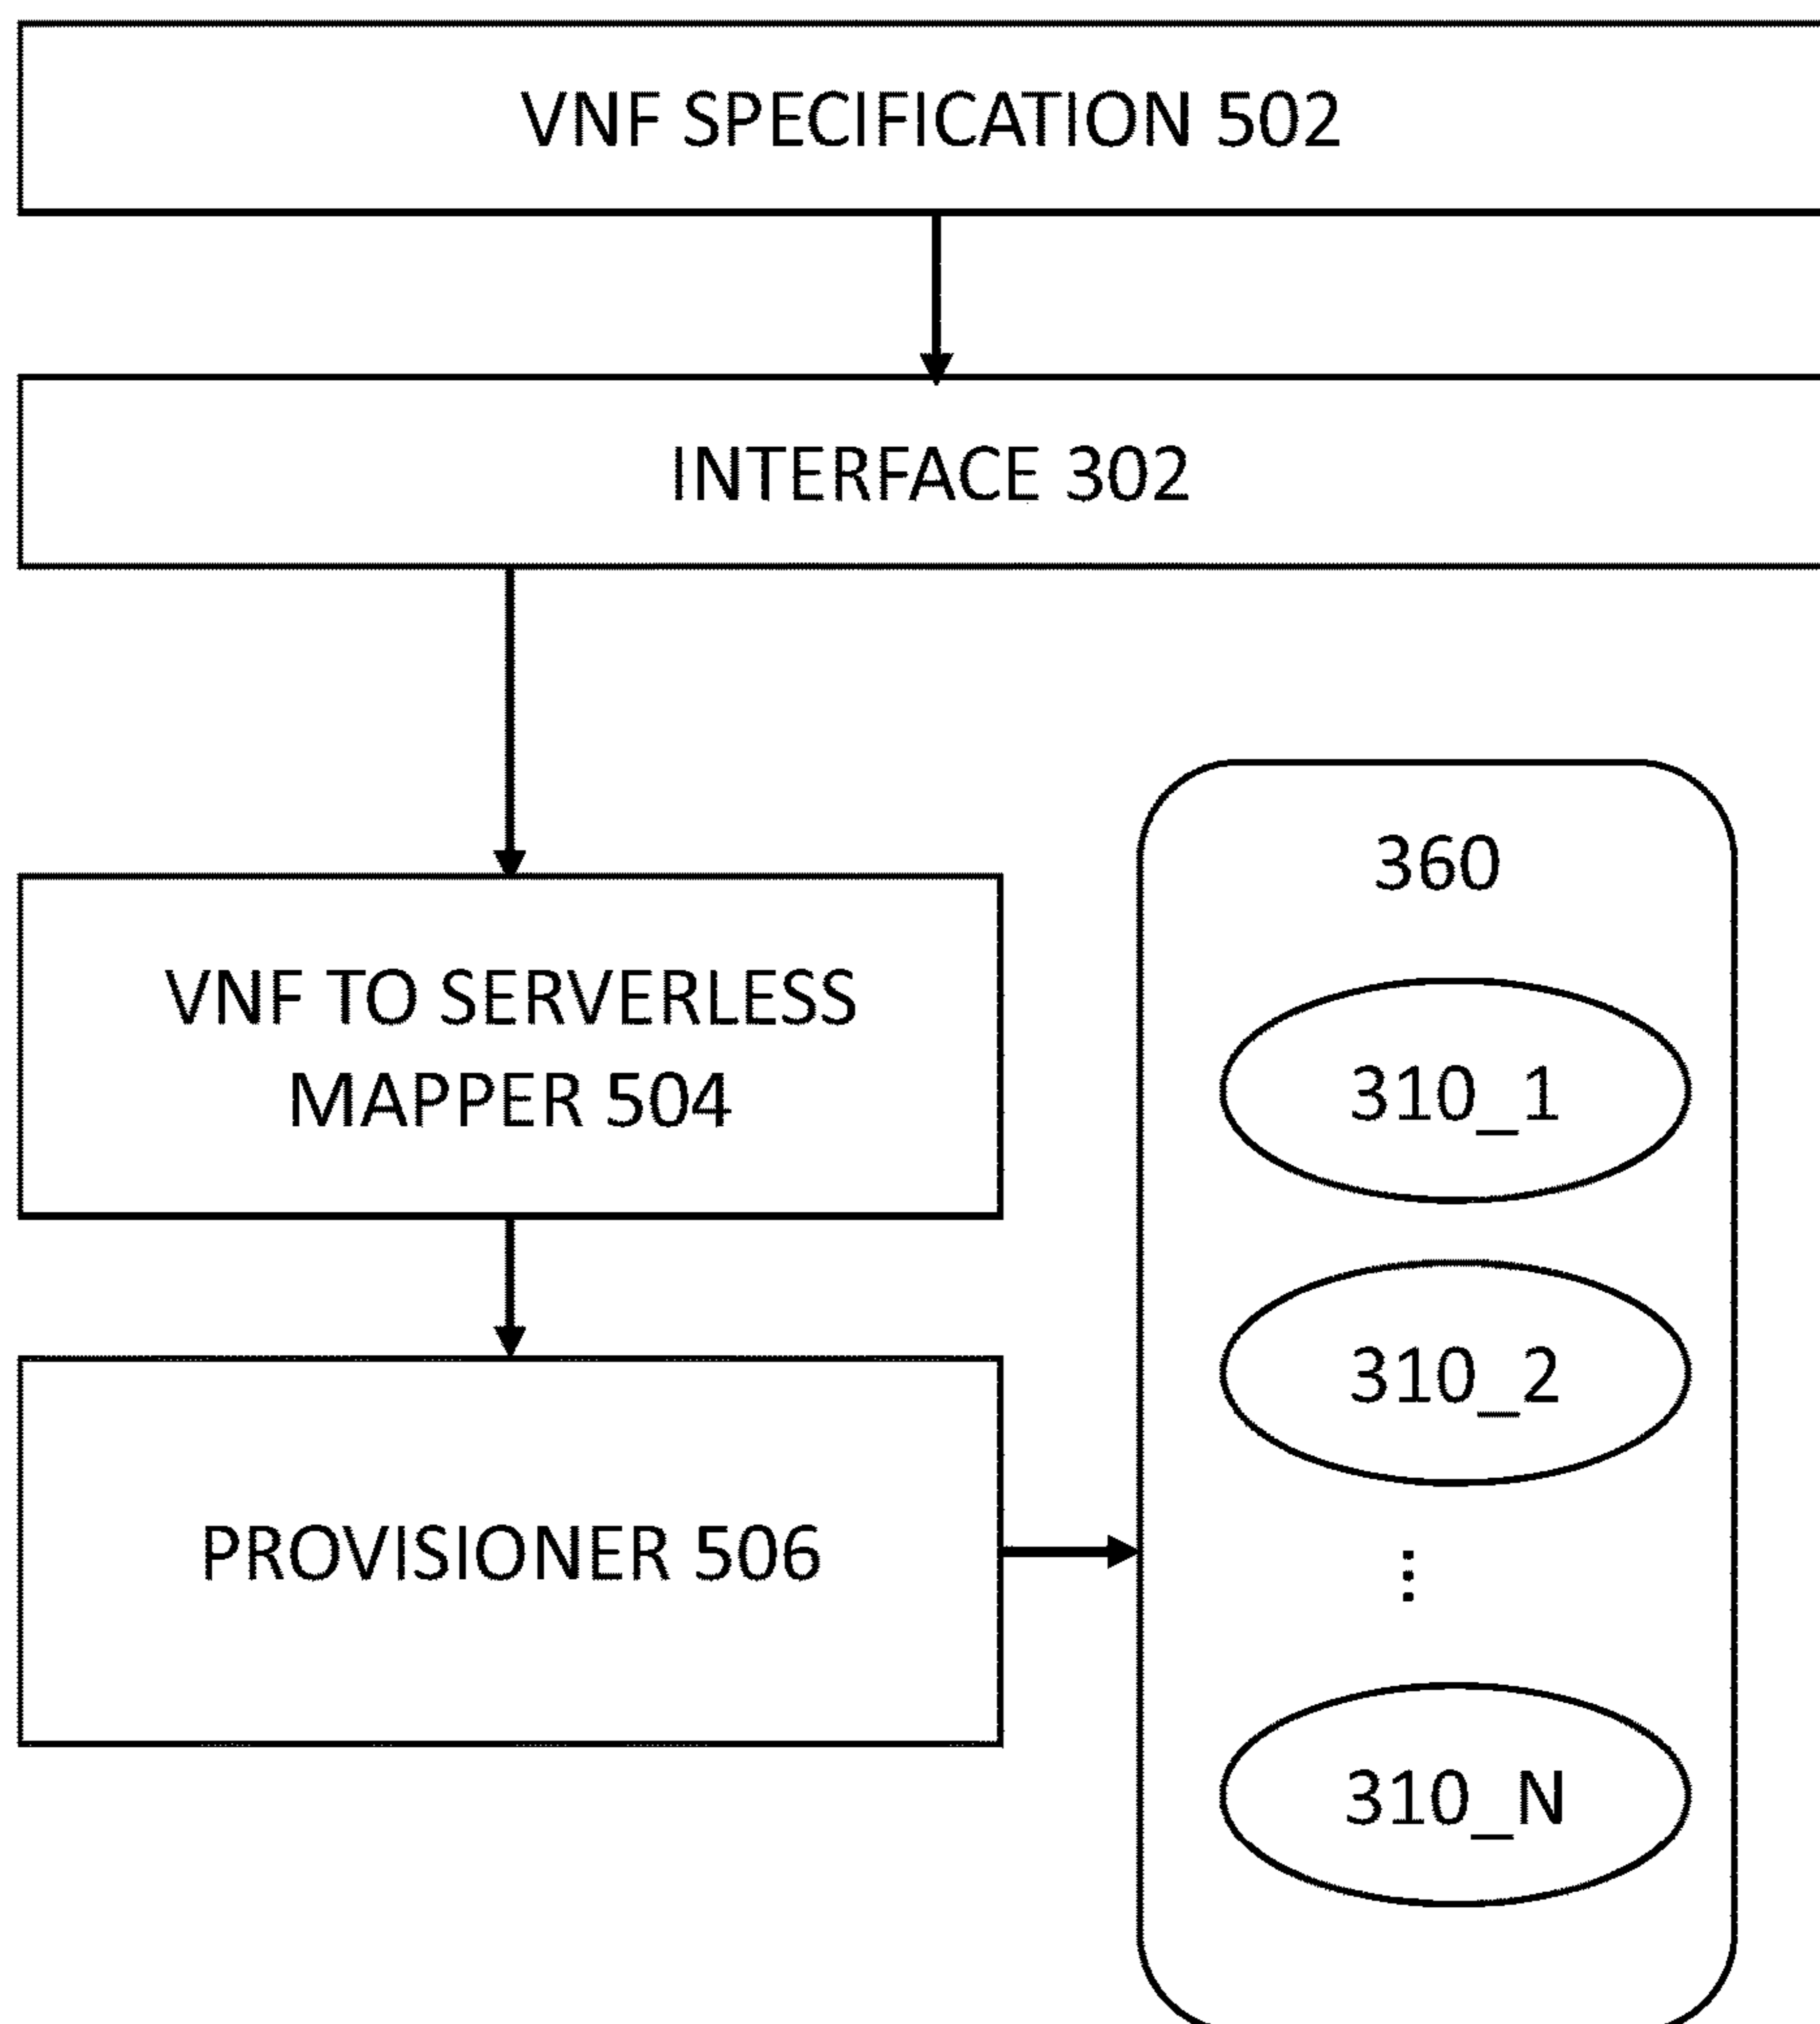 VNF SPECIFICATION 502
INTERFACE 302
VNF TO SERVERLESS
MAPPER 504
PROVISIONER 506
360
310_1
310_2
⋮
310_N